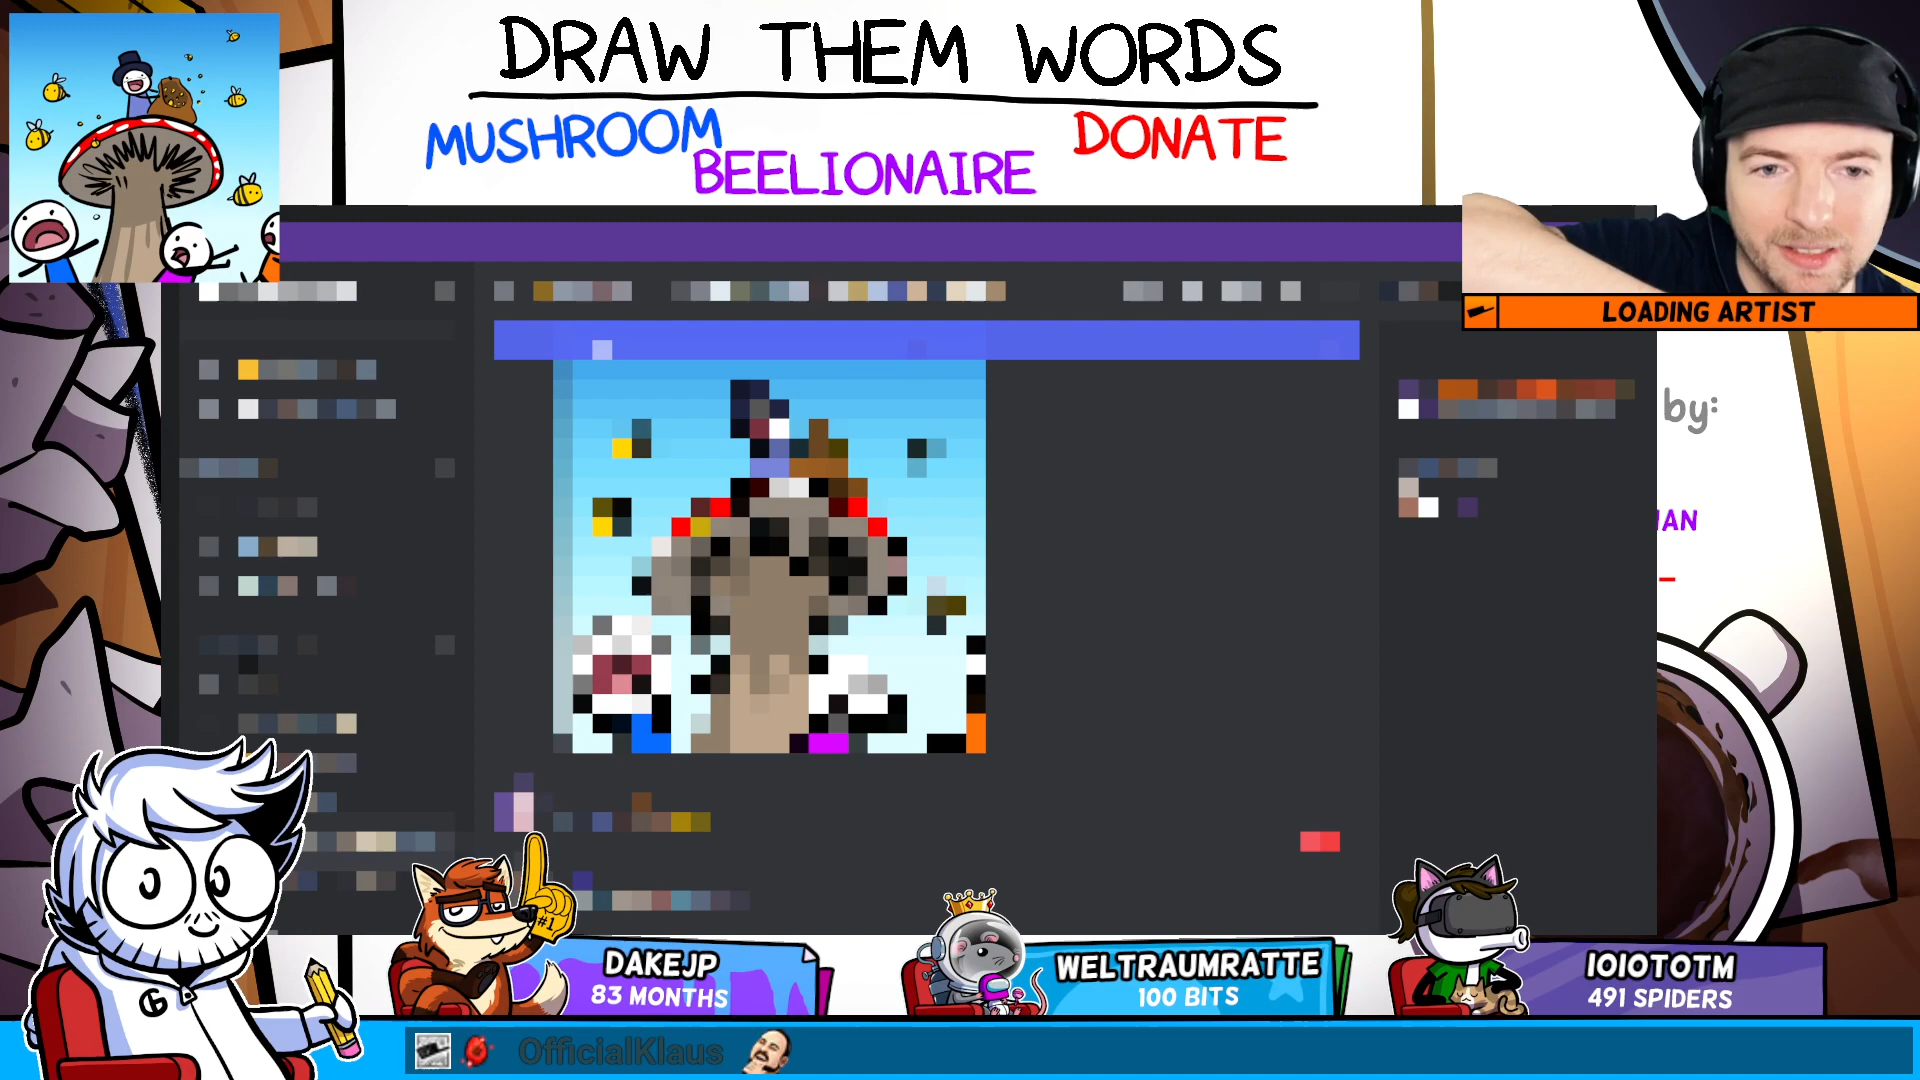 DRAW THEM WORDS
MUSHROOM
DONATE
BEELIONAIRE
LOADING ARTIST
by:
#1
DAKEJP
83 MONTHS
WELTRAUMRATTE
100 BITS
IOIOTOTM
491 SPIDERS
G
OfficialKlaus